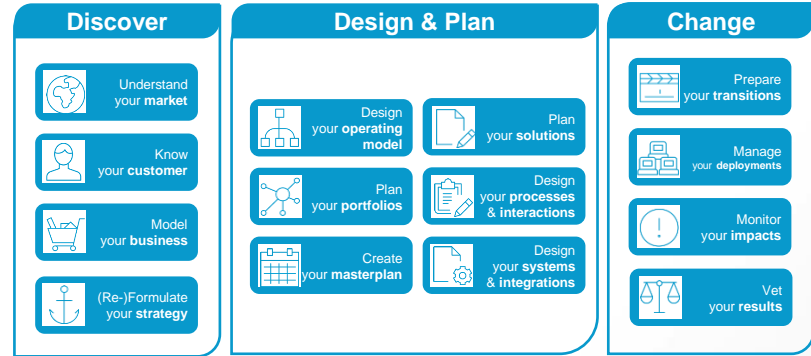 Discover
Understand
your market
Know
your customer
Model
your business
(Re-)Formulate
your strategy
Design & Plan
Design
your operating
model
Plan
your solutions
Plan
your portfolios
Design
your processes
& interactions
Create
your masterplan
Design
your systems
& integrations
Change
Prepare
your transitions
Manage
your deployments
Monitor
your impacts
Vet
your results